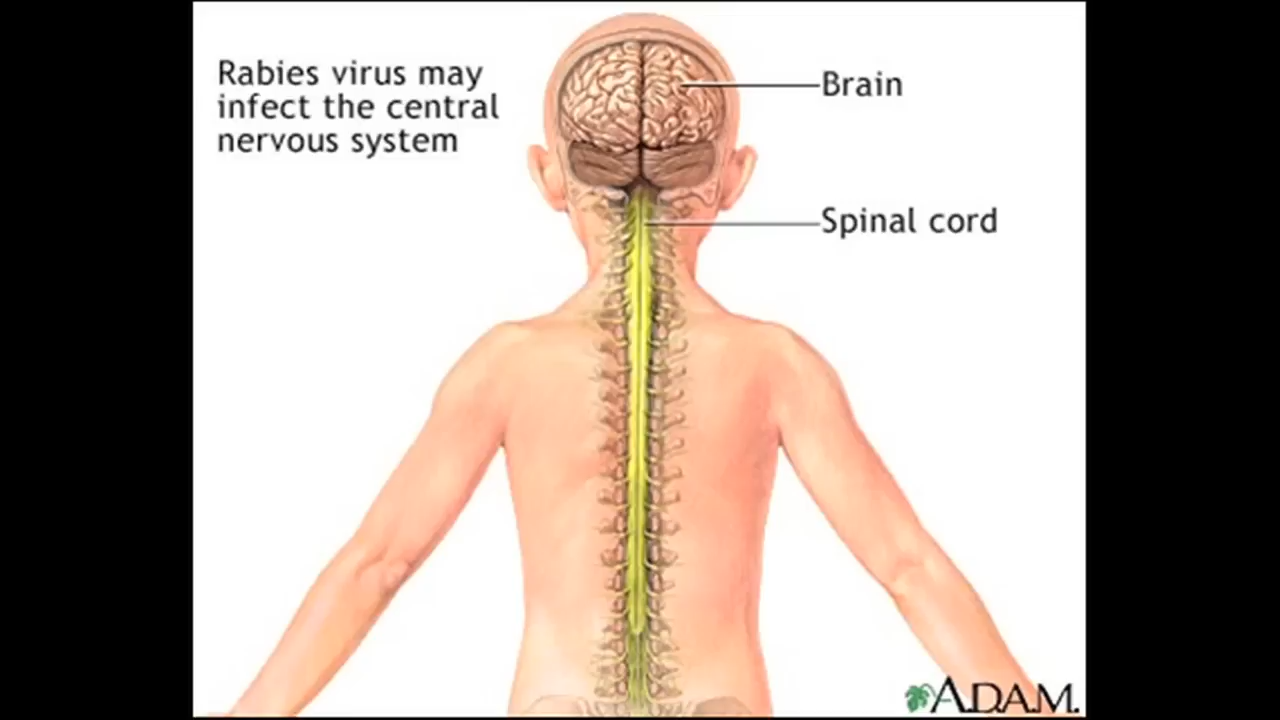 Rabies virus may
infect the central
nervous system
Brain
Spinal cord
A.D.A.M.